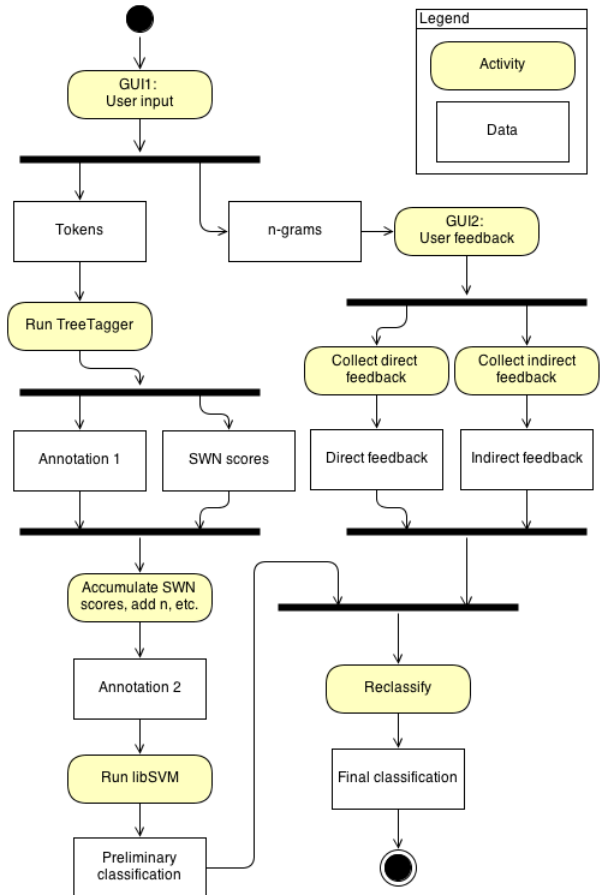 Legend
Activity
Data
GUI1:
User input
Tokens
n-grams
GUI2:
User feedback
Run TreeTagger
Collect direct
feedback
Collect indirect
feedback
Annotation 1
SWN scores
Direct feedback
Indirect feedback
Accumulate SWN
scores, add n, etc.
Annotation 2
Reclassify
Run libSVM
Final classification
Preliminary
classification